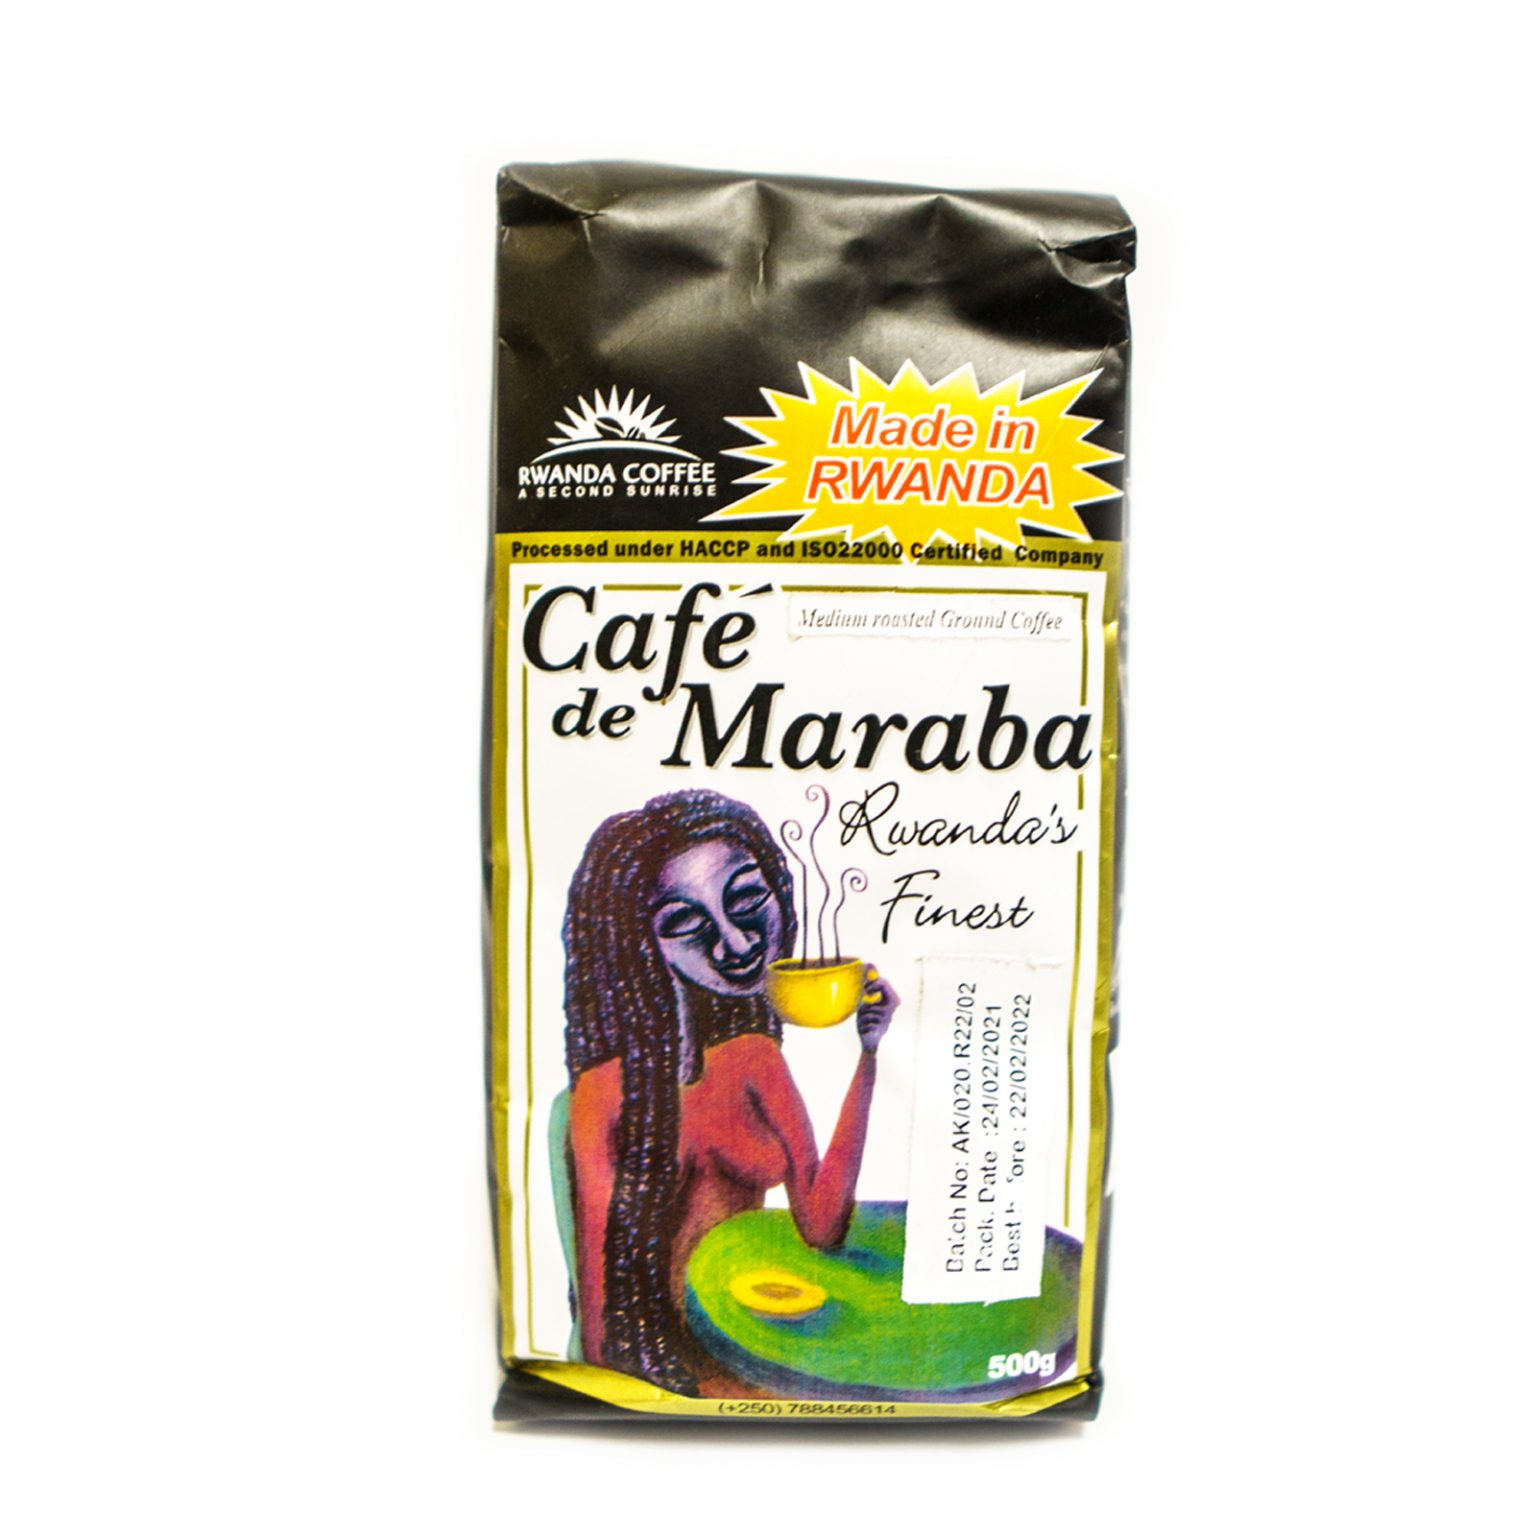 Made in
RWANDA
RWANDA COFFEE
A SECOND SUNRISE
Processed under HACCP and ISO22000 Certified Company
Café
Medium roasted Ground Coffee
de Maraba
Rwanda's
Finest
Batch No: AK/020.R22/02
Pack. Date :24/02/2021
Best before : 22/02/2022
500g
(+250) 788456614